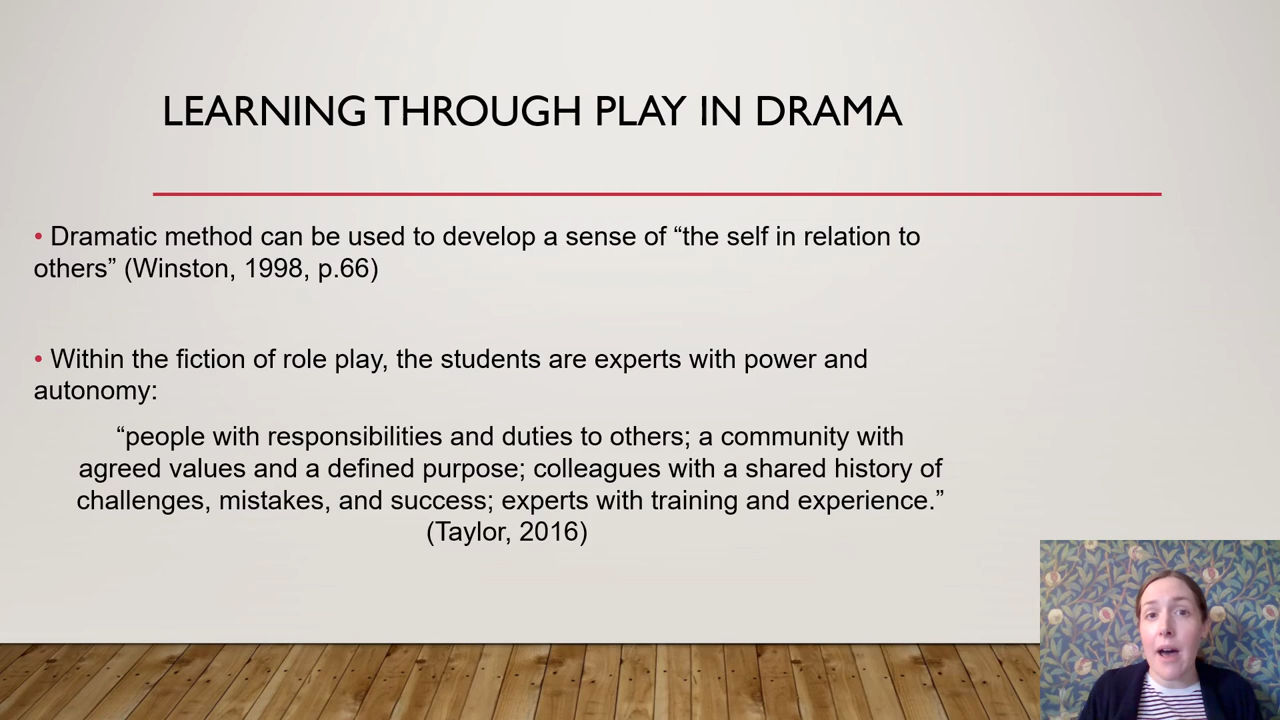 LEARNING THROUGH PLAY IN DRAMA
• Dramatic method can be used to develop a sense of “the self in relation to
others” (Winston, 1998, p.66)
• Within the fiction of role play, the students are experts with power and
autonomy:
“people with responsibilities and duties to others; a community with
agreed values and a defined purpose; colleagues with a shared history of
challenges, mistakes, and success; experts with training and experience.”
(Taylor, 2016)